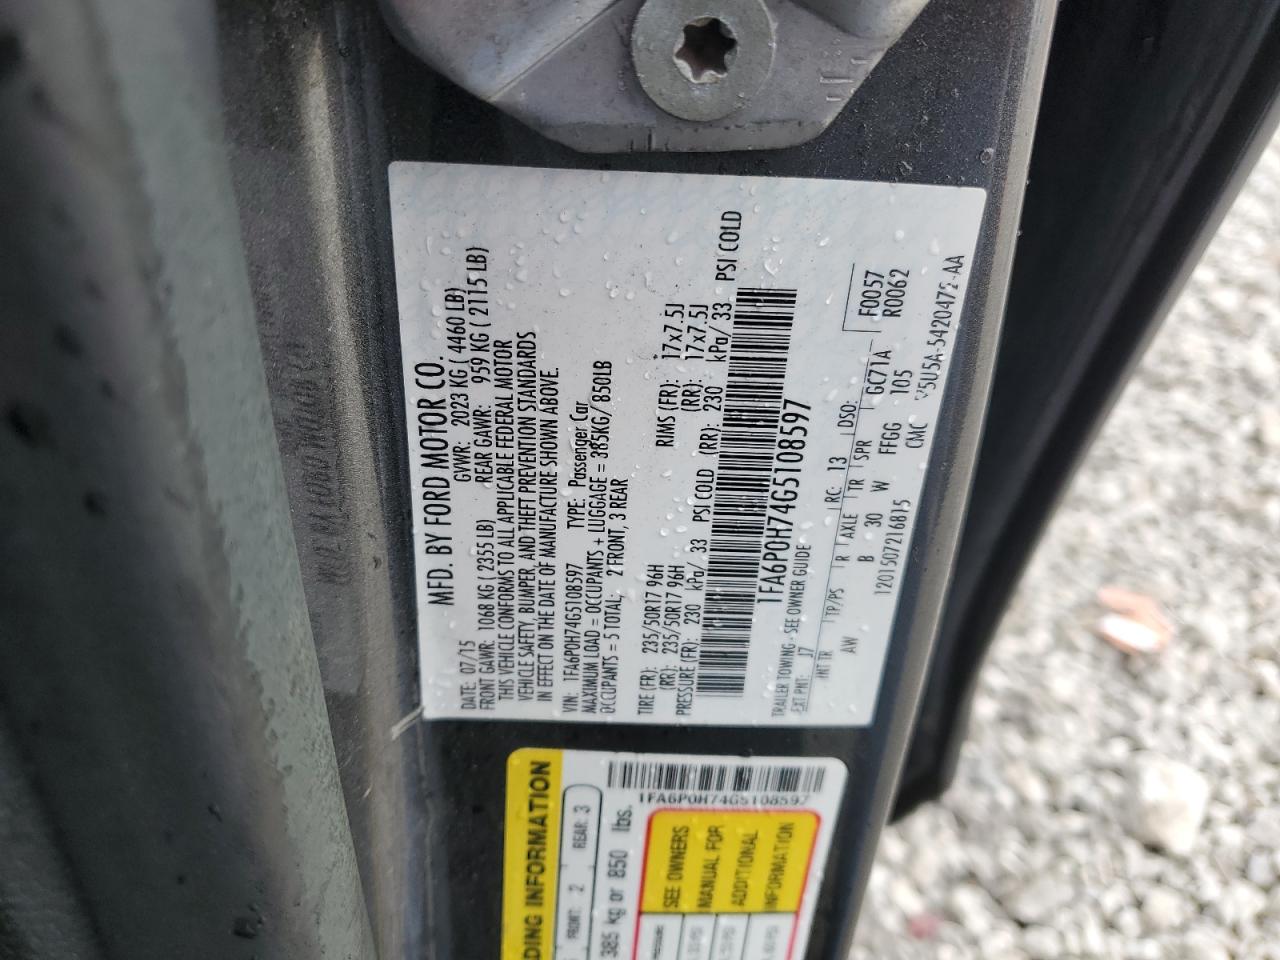 MFD. BY FORD MOTOR CO.
DATE: 07/15 GVWR: 2023 KG ( 4460 LB)
FRONT GAWR: 1068 KG ( 2355 LB) REAR GAWR: 959 KG ( 2115 LB)
THIS VEHICLE CONFORMS TO ALL APPLICABLE FEDERAL MOTOR
VEHICLE SAFETY, BUMPER, AND THEFT PREVENTION STANDARDS
IN EFFECT ON THE DATE OF MANUFACTURE SHOWN ABOVE.
VIN: 1FA6P0H74G5108597 TYPE: Passenger Car
MAXIMUM LOAD = OCCUPANTS + LUGGAGE = 385KG/ 850LB
OCCUPANTS = 5 TOTAL; 2 FRONT, 3 REAR
TIRE (FR): 235/50R17 96H RIMS (FR): 17x7.5J
(RR): 235/50R17 96H (RR): 17x7.5J
PRESSURE (FR): 230 kPa/ 33 PSI COLD (RR): 230 kPa/ 33 PSI COLD
1FA6P0H74G5108597
TRAILER TOWING - SEE OWNER GUIDE
EXT PNT: J7 RC: 13 DSO: F0057
INT TR TP/PS R AXLE TR SPR GC71A R0062
AW B 30 W FFGG 105
1201507216815 CMC V5U5A-5420472-AA
1FA6P0H74G5108597
DING INFORMATION
FRONT: 2 REAR: 3
385 kg or 850 lbs.
SEE OWNERS
MANUAL FOR
ADDITIONAL
INFORMATION